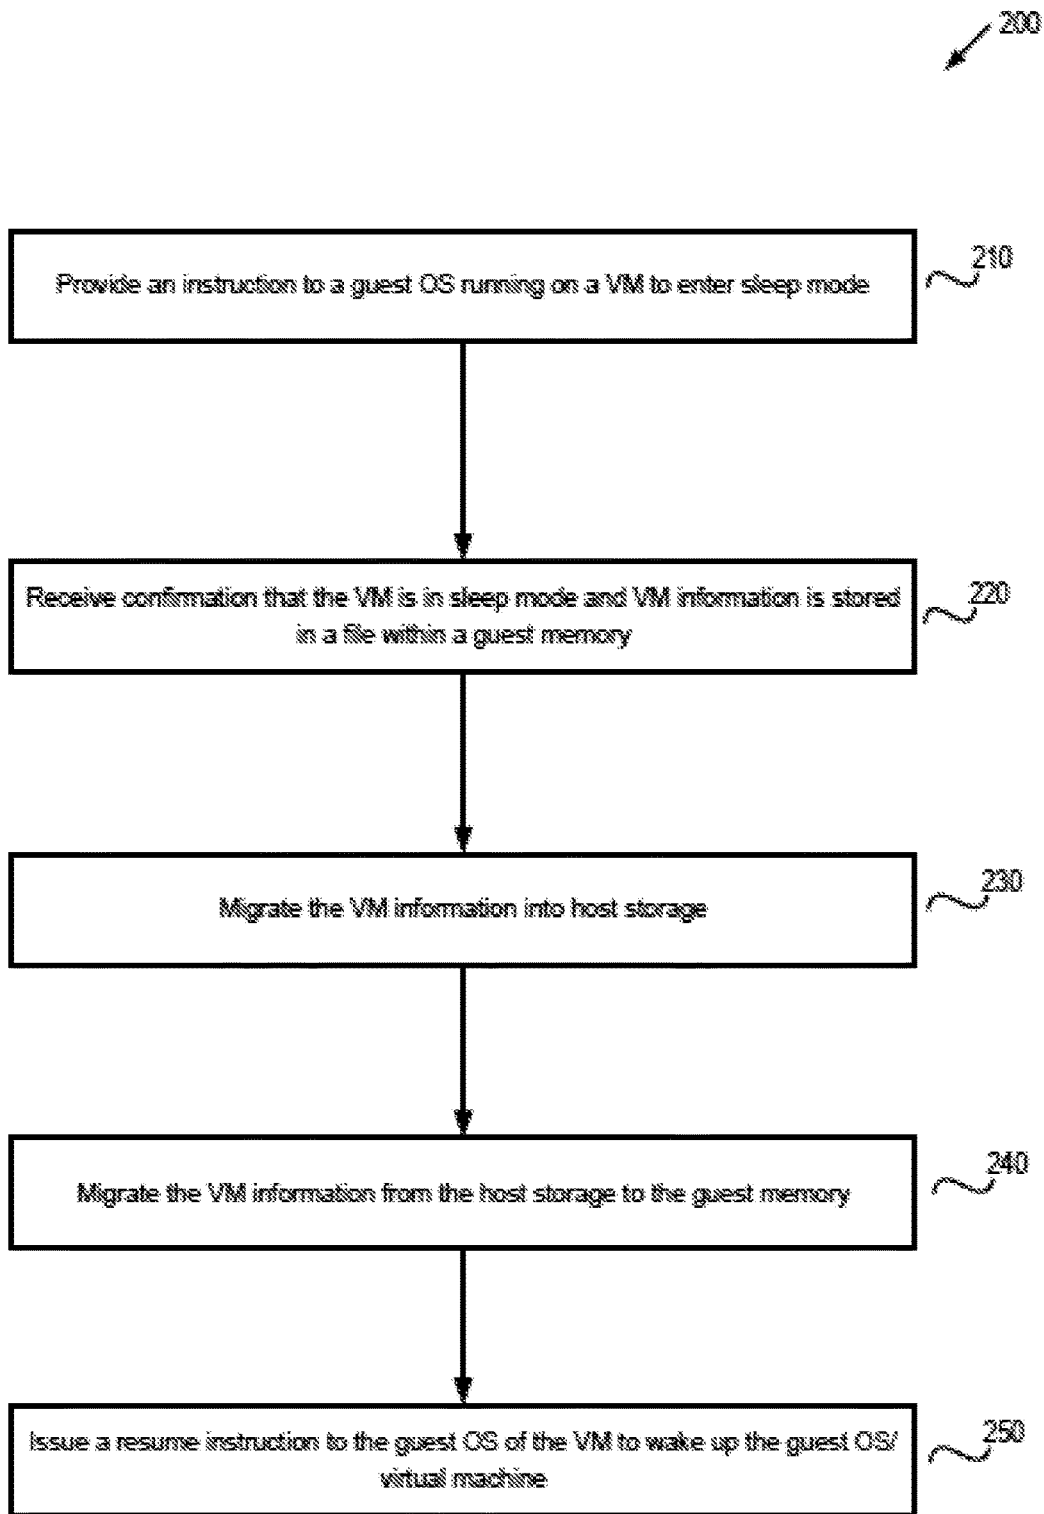 200
Provide an instruction to a guest OS running on a VM to enter sleep mode
210
Receive confirmation that the VM is in sleep mode and VM information is stored
in a file within a guest memory
220
Migrate the VM information into host storage
230
Migrate the VM information from the host storage to the guest memory
240
Issue a resume instruction to the guest OS of the VM to wake up the guest OS/
virtual machine
250